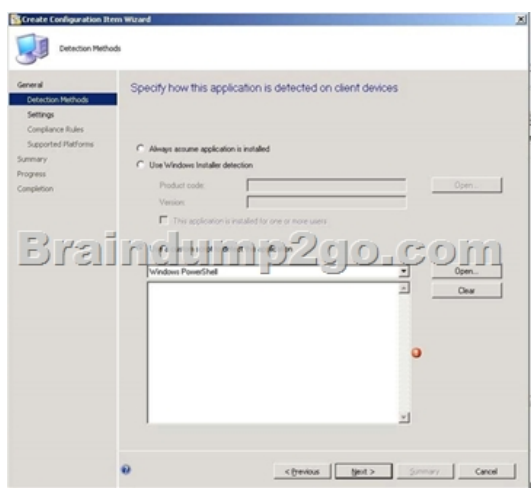 Create Configuration Item Wizard
Detection Methods
General
Detection Methods
Settings
Compliance Rules
Supported Platforms
Summary
Progress
Completion
Specify how this application is detected on client devices
Always assume application is installed
Use Windows Installer detection
Product code:
Open...
Version:
This application is installed for one or more users
Braindump2go.com
Windows PowerShell
Open...
Clear
< Previous
Next >
Summary
Cancel